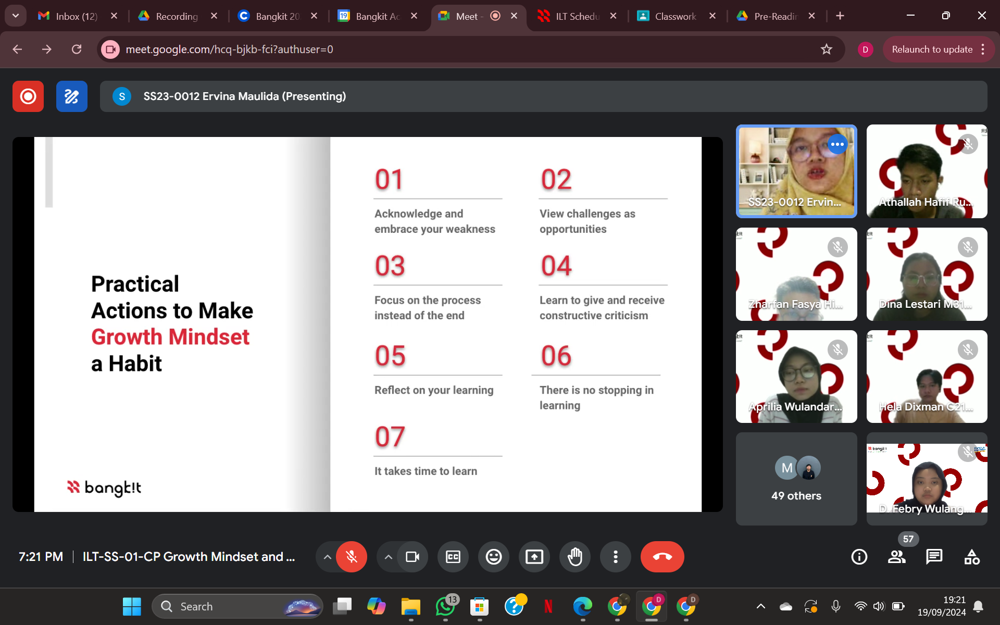 Inbox (12)
Recording
Bangkit 20
Bangkit Ac
Meet -
ILT Schedu
Classwork
Pre-Readin
meet.google.com/hcq-bjkb-fci?authuser=0
D
Relaunch to update
S
SS23-0012 Ervina Maulida (Presenting)
Practical
Actions to Make
Growth Mindset
a Habit
bangk!t
01
Acknowledge and
embrace your weakness
02
View challenges as
opportunities
03
Focus on the process
instead of the end
04
Learn to give and receive
constructive criticism
05
Reflect on your learning
06
There is no stopping in
learning
07
It takes time to learn
SS23-0012 Ervin...
Athallah Hafif Ru...
Zharfan Fasya Hi...
Dina Lestari M31...
Aprilia Wulandar...
Hela Dixman C21...
M
49 others
bangk!t
D. Febry Wulang...
7:21 PM
ILT-SS-01-CP Growth Mindset and ...
CC
57
Search
13
N
D
D
19:21
19/09/2024